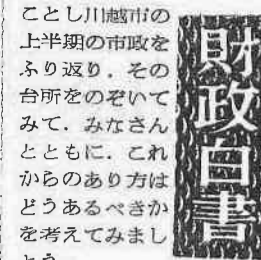 財政白書
ことし川越市の
上半期の市政を
ふり返り．その
台所をのぞいて
みて．みなさん
とともに．これ
からのあり方は
どうあるべきか
を考えてみまし